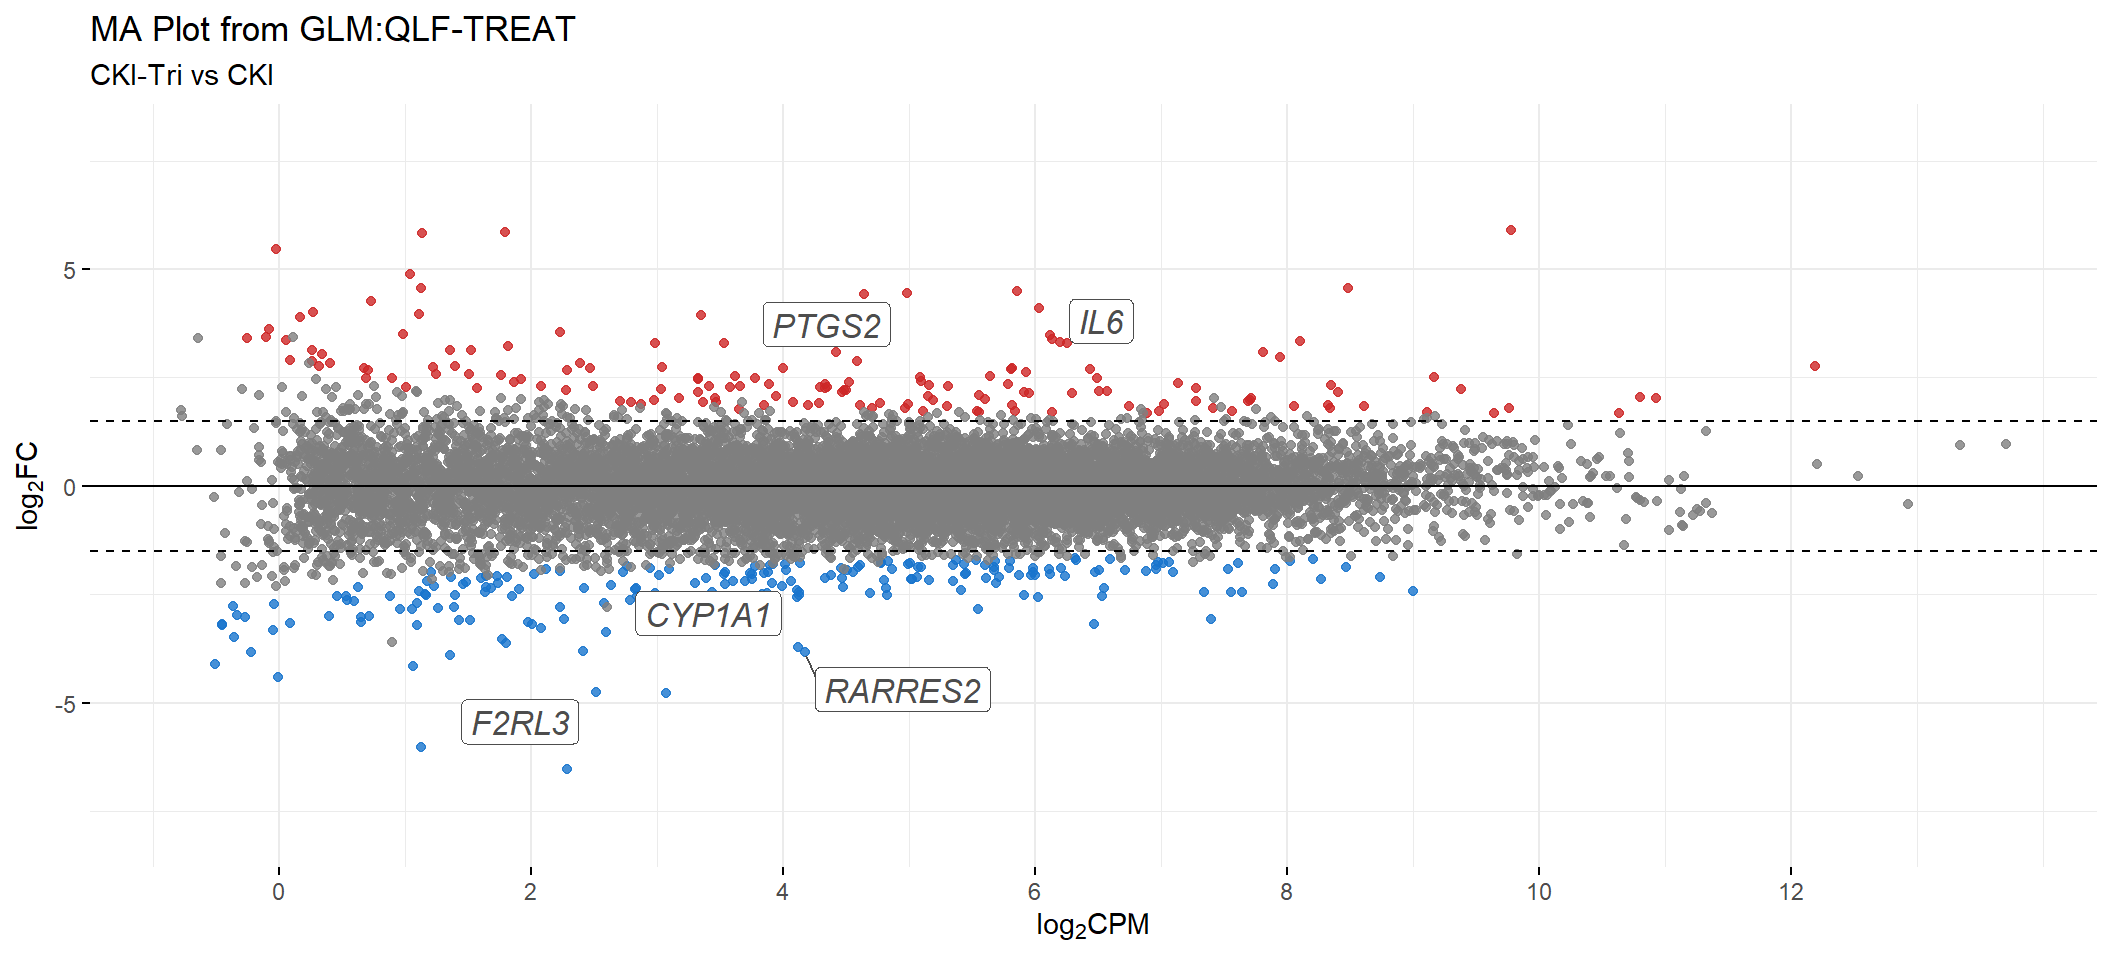 MA Plot from GLM:QLF-TREAT
CKI-Tri vs CKI
log2FC
5
0
-5
PTGS2
IL6
CYP1A1
RARRES2
F2RL3
0 2 4 6 8 10 12
log2CPM